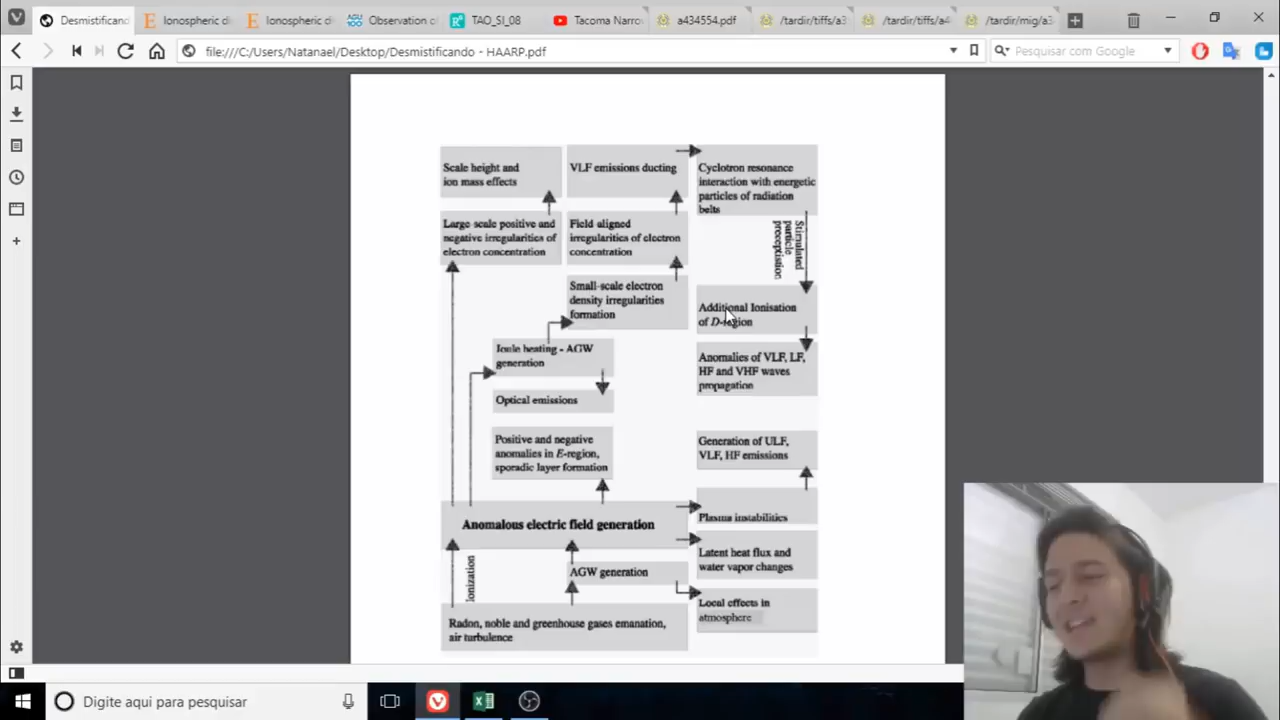 Desmistificand
Ionospheric di
Ionospheric di
Observation o
TAO_SI_08
Tacoma Narro
a434554.pdf
/tardir/tiffs/a3
/tardir/tiffs/a4
/tardir/mig/a3
file:///C:/Users/Natanael/Desktop/Desmistificando - HAARP.pdf
Pesquisar com Google
Scale height and
ion mass effects
VLF emissions ducting
Cyclotron resonance
interaction with energetic
particles of radiation
belts
Large-scale positive and
negative irregularities of
electron concentration
Field aligned
irregularities of electron
concentration
Stimulated
particle
Small-scale electron
density irregularities
formation
Additional Ionisation
of D-region
Joule heating - AGW
generation
Anomalies of VLF, LF,
HF and VHF waves
propagation
Optical emissions
Positive and negative
anomalies in E-region,
sporadic layer formation
Generation of ULF,
VLF, HF emissions
Anomalous electric field generation
Plasma instabilities
Ionization
Latent heat flux and
water vapor changes
AGW generation
Local effects in
atmosphere
Radon, noble and greenhouse gases emanation,
air turbulence
Digite aqui para pesquisar